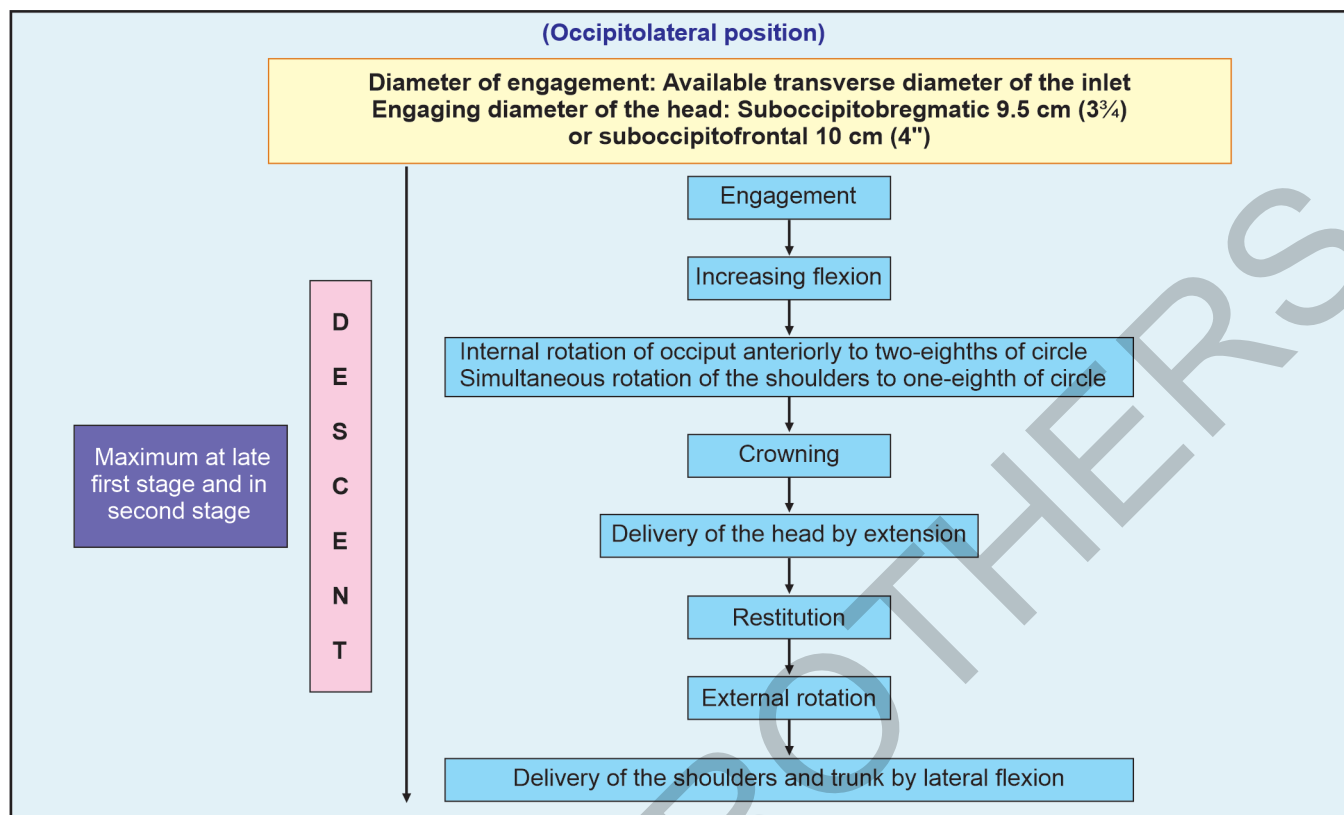 (Occipitolateral position)
Diameter of engagement: Available transverse diameter of the inlet
Engaging diameter of the head: Suboccipitobregmatic 9.5 cm (3¾)
or suboccipitofrontal 10 cm (4")
Engagement
Increasing flexion
Internal rotation of occiput anteriorly to two-eighths of circle
Simultaneous rotation of the shoulders to one-eighth of circle
Crowning
Delivery of the head by extension
Restitution
External rotation
Delivery of the shoulders and trunk by lateral flexion
D
E
S
C
E
N
T
Maximum at late
first stage and in
second stage